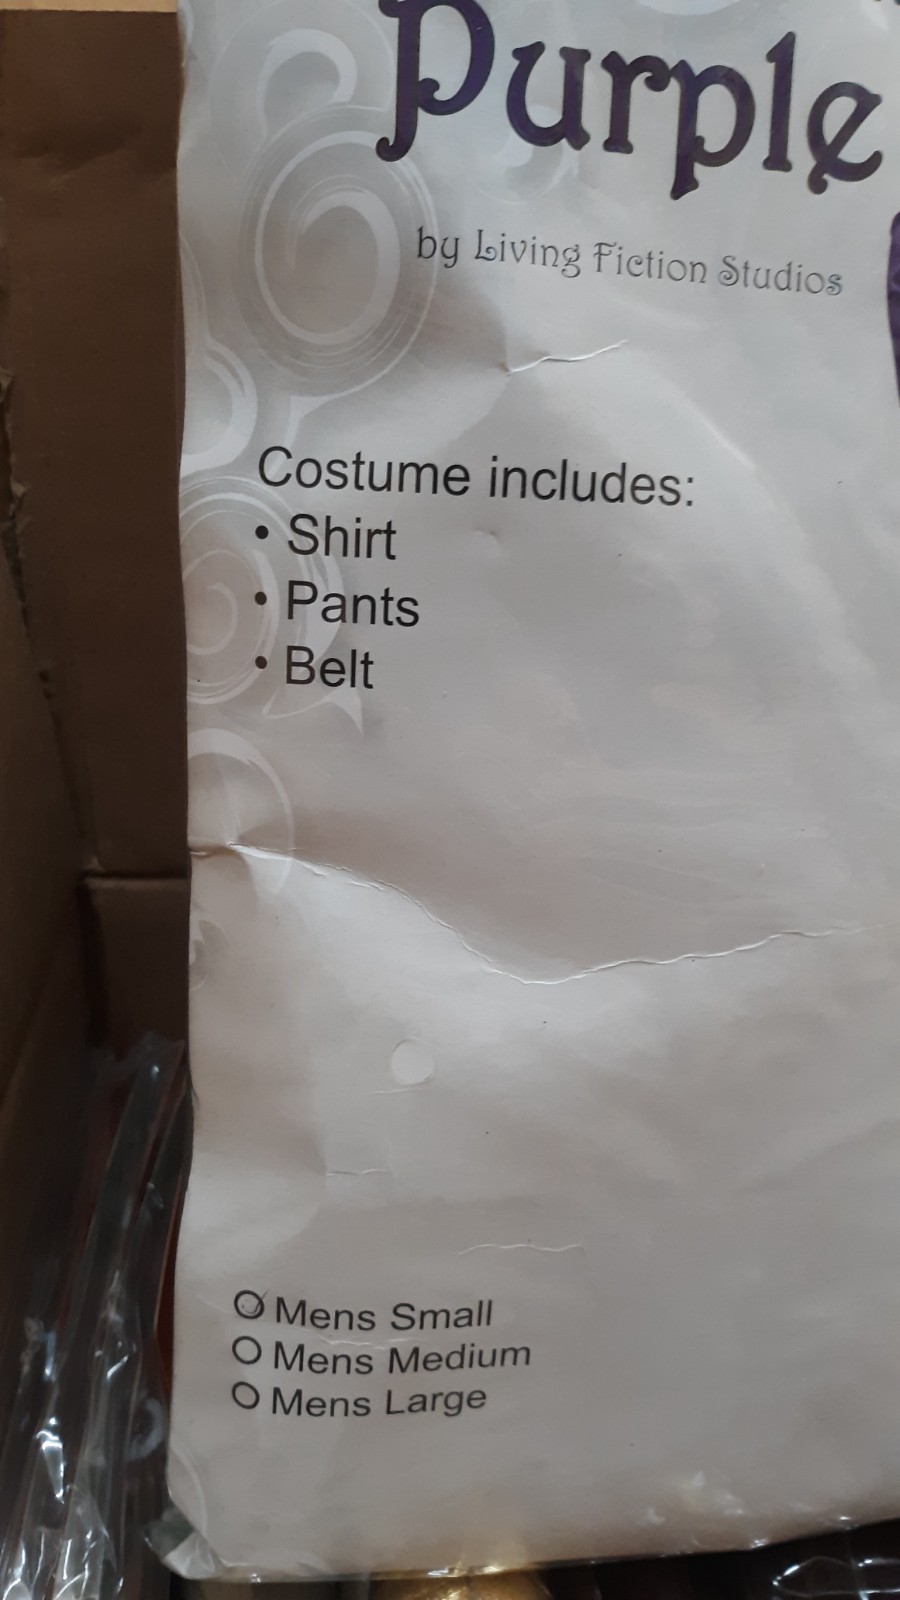 Purple
by Living Fiction Studios
Costume includes:
• Shirt
• Pants
• Belt
Mens Small
Mens Medium
Mens Large